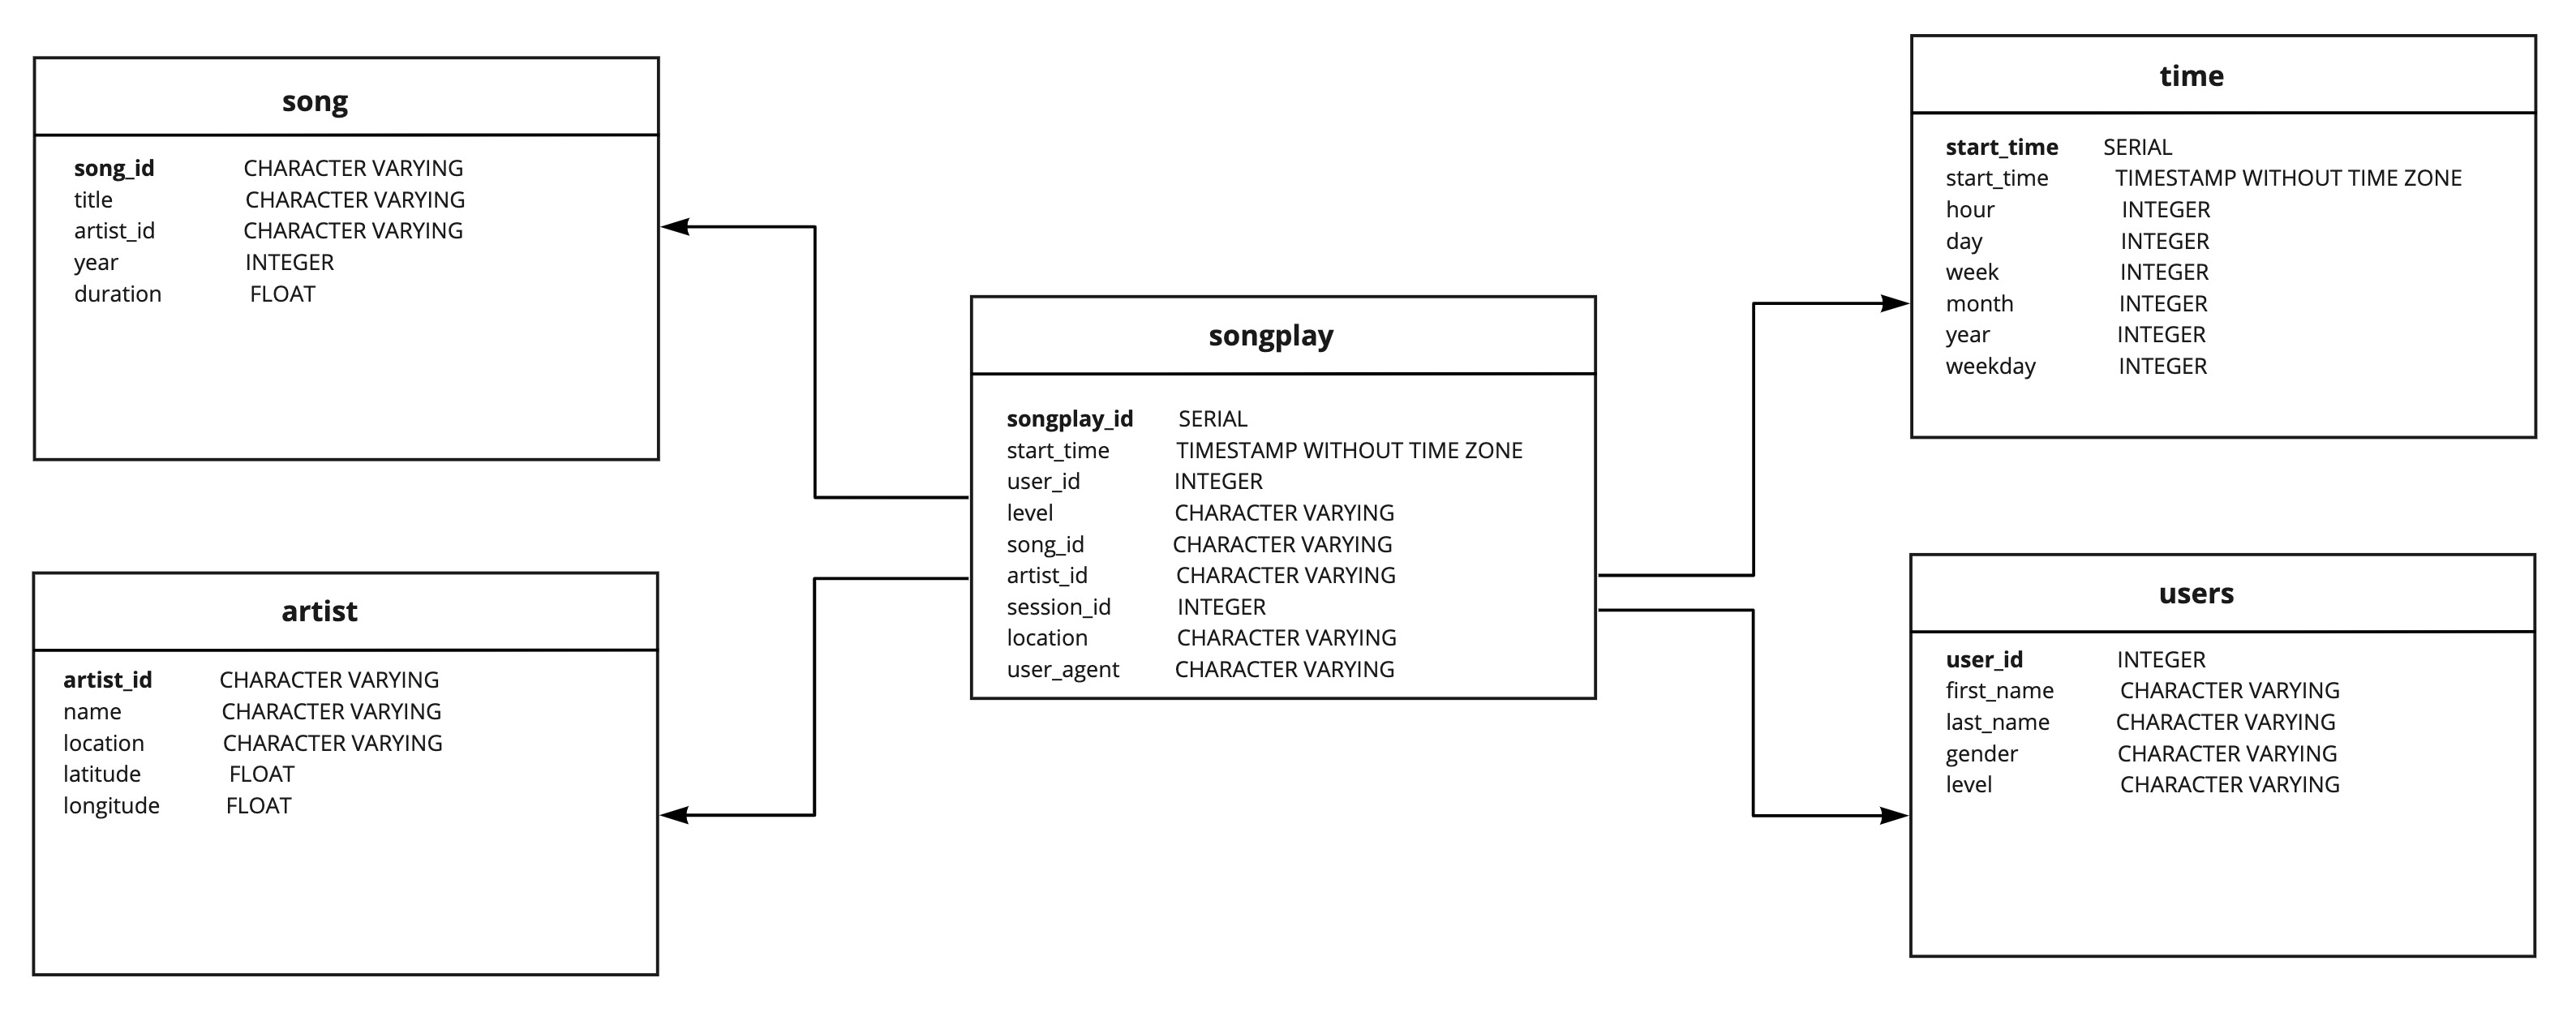 song
song_id CHARACTER VARYING
title CHARACTER VARYING
artist_id CHARACTER VARYING
year INTEGER
duration FLOAT
artist
artist_id CHARACTER VARYING
name CHARACTER VARYING
location CHARACTER VARYING
latitude FLOAT
longitude FLOAT
songplay
songplay_id SERIAL
start_time TIMESTAMP WITHOUT TIME ZONE
user_id INTEGER
level CHARACTER VARYING
song_id CHARACTER VARYING
artist_id CHARACTER VARYING
session_id INTEGER
location CHARACTER VARYING
user_agent CHARACTER VARYING
time
start_time SERIAL
start_time TIMESTAMP WITHOUT TIME ZONE
hour INTEGER
day INTEGER
week INTEGER
month INTEGER
year INTEGER
weekday INTEGER
users
user_id INTEGER
first_name CHARACTER VARYING
last_name CHARACTER VARYING
gender CHARACTER VARYING
level CHARACTER VARYING